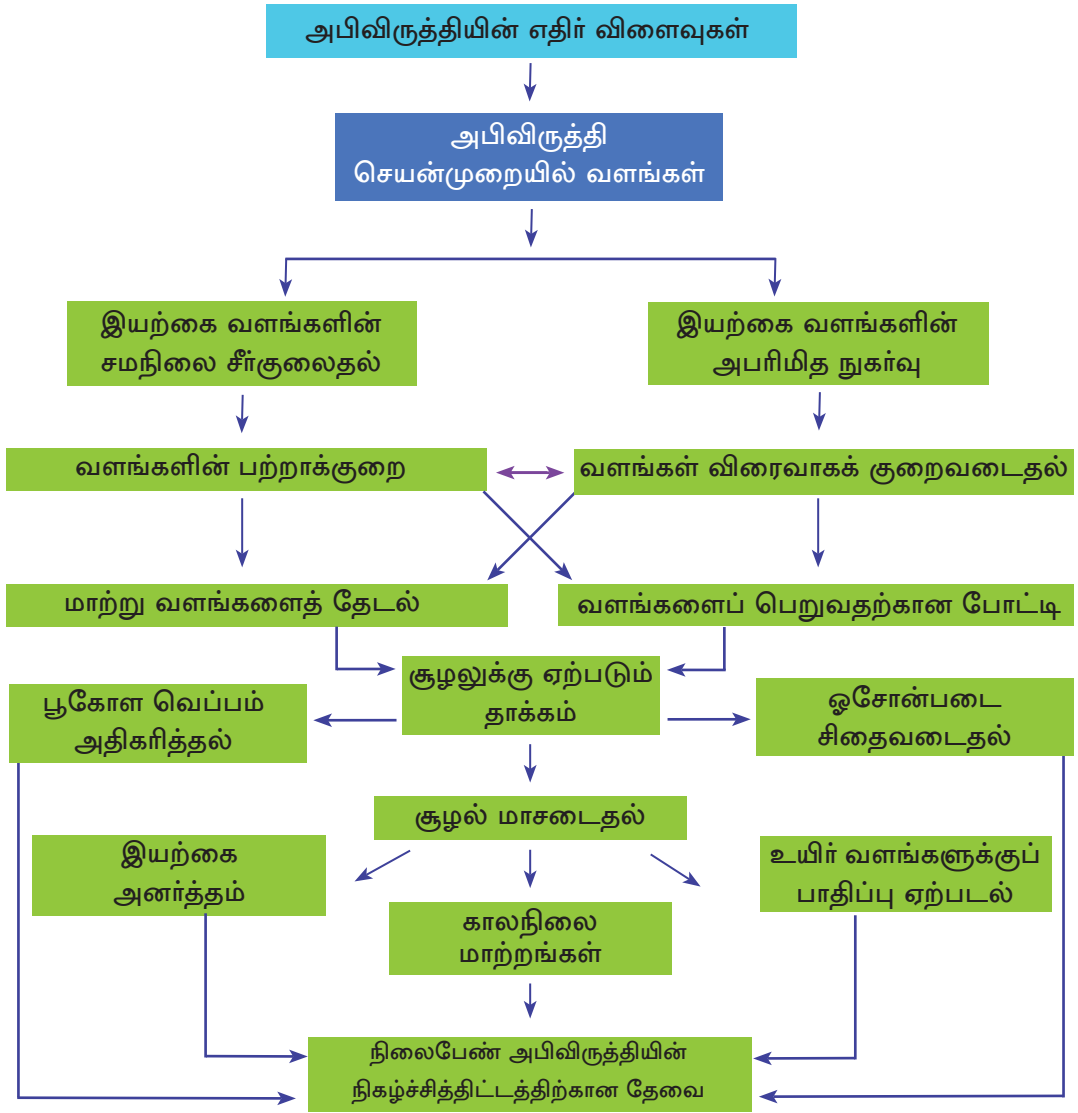 அபிவிருத்தியின் எதிர் விளைவுகள்
அபிவிருத்தி
செயன்முறையில் வளங்கள்
இயற்கை வளங்களின்
சமநிலை சீர்குலைதல்
இயற்கை வளங்களின்
அபரிமித நுகர்வு
வளங்களின் பற்றாக்குறை
வளங்கள் விரைவாகக் குறைவடைதல்
மாற்று வளங்களைத் தேடல்
வளங்களைப் பெறுவதற்கான போட்டி
சூழலுக்கு ஏற்படும்
தாக்கம்
பூகோள வெப்பம்
அதிகரித்தல்
ஓசோன்படை
சிதைவடைதல்
சூழல் மாசடைதல்
இயற்கை
அனர்த்தம்
உயிர் வளங்களுக்குப்
பாதிப்பு ஏற்படல்
காலநிலை
மாற்றங்கள்
நிலைபேண் அபிவிருத்தியின்
நிகழ்ச்சித்திட்டத்திற்கான தேவை